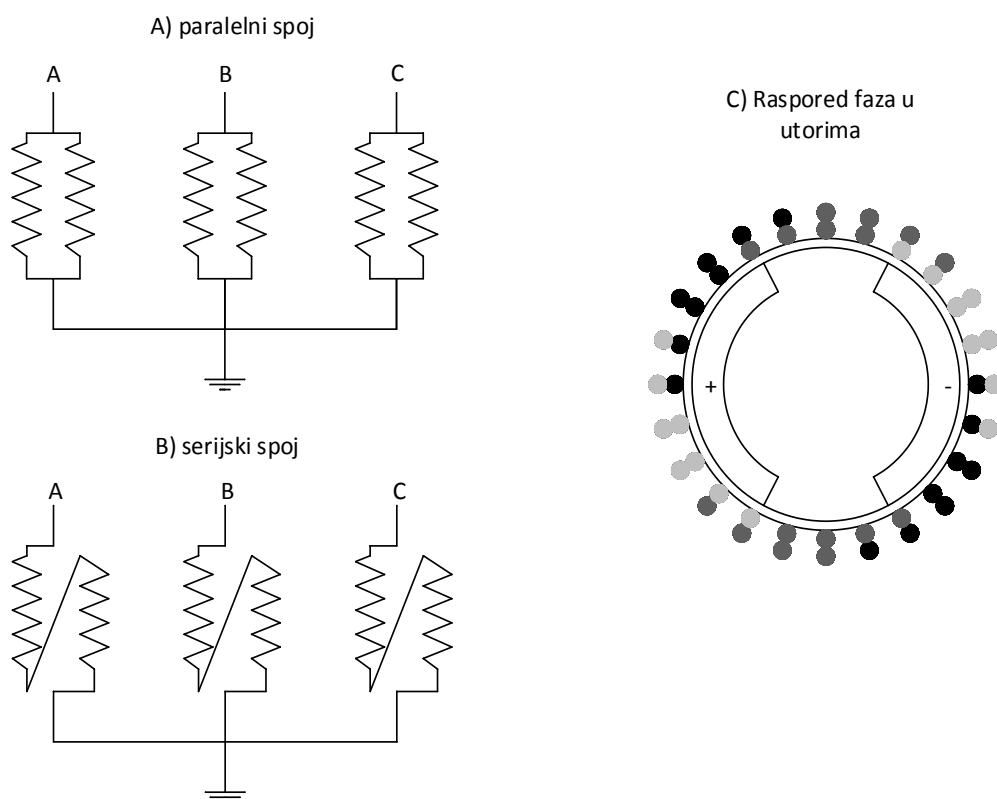 A) paralelni spoj
A B C
B) serijski spoj
A B C
C) Raspored faza u
utorima
+ -